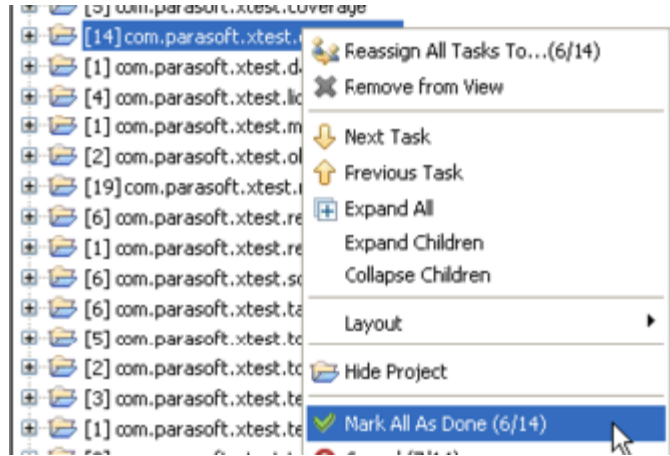 [5] com.parasoft.xtest.coverage
[14] com.parasoft.xtest.
[1] com.parasoft.xtest.d
[4] com.parasoft.xtest.lic
[1] com.parasoft.xtest.m
[2] com.parasoft.xtest.ol
[19] com.parasoft.xtest.
[6] com.parasoft.xtest.re
[1] com.parasoft.xtest.re
[6] com.parasoft.xtest.sc
[6] com.parasoft.xtest.ta
[5] com.parasoft.xtest.to
[2] com.parasoft.xtest.to
[3] com.parasoft.xtest.te
[1] com.parasoft.xtest.te
Reassign All Tasks To...(6/14)
Remove from View
Next Task
Previous Task
Expand All
Expand Children
Collapse Children
Layout
Hide Project
Mark All As Done (6/14)